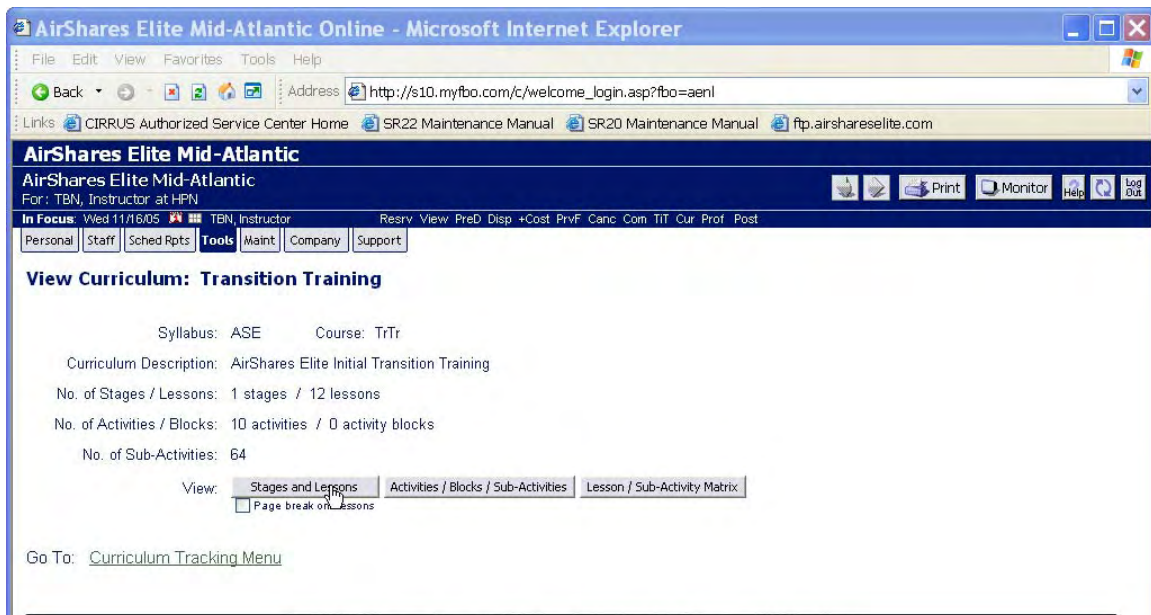 AirShares Elite Mid-Atlantic Online - Microsoft Internet Explorer
File Edit View Favorites Tools Help
Back Address http://s10.myfbo.com/c/welcome_login.asp?fbo=aenl
Links CIRRUS Authorized Service Center Home SR22 Maintenance Manual SR20 Maintenance Manual ftp.airshareselite.com
AirShares Elite Mid-Atlantic
AirShares Elite Mid-Atlantic
For: TBN, Instructor at HPN
Print Monitor Help Log Out
In Focus: Wed 11/16/05 TBN, Instructor Resrv View PreD Disp +Cost PrvF Canc Com TiT Cur Prof Post
Personal Staff Sched Rpts Tools Maint Company Support
View Curriculum: Transition Training
Syllabus: ASE Course: TrTr
Curriculum Description: AirShares Elite Initial Transition Training
No. of Stages / Lessons: 1 stages / 12 lessons
No. of Activities / Blocks: 10 activities / 0 activity blocks
No. of Sub-Activities: 64
View: Stages and Lessons Activities / Blocks / Sub-Activities Lesson / Sub-Activity Matrix
Page break on lessons
Go To: Curriculum Tracking Menu